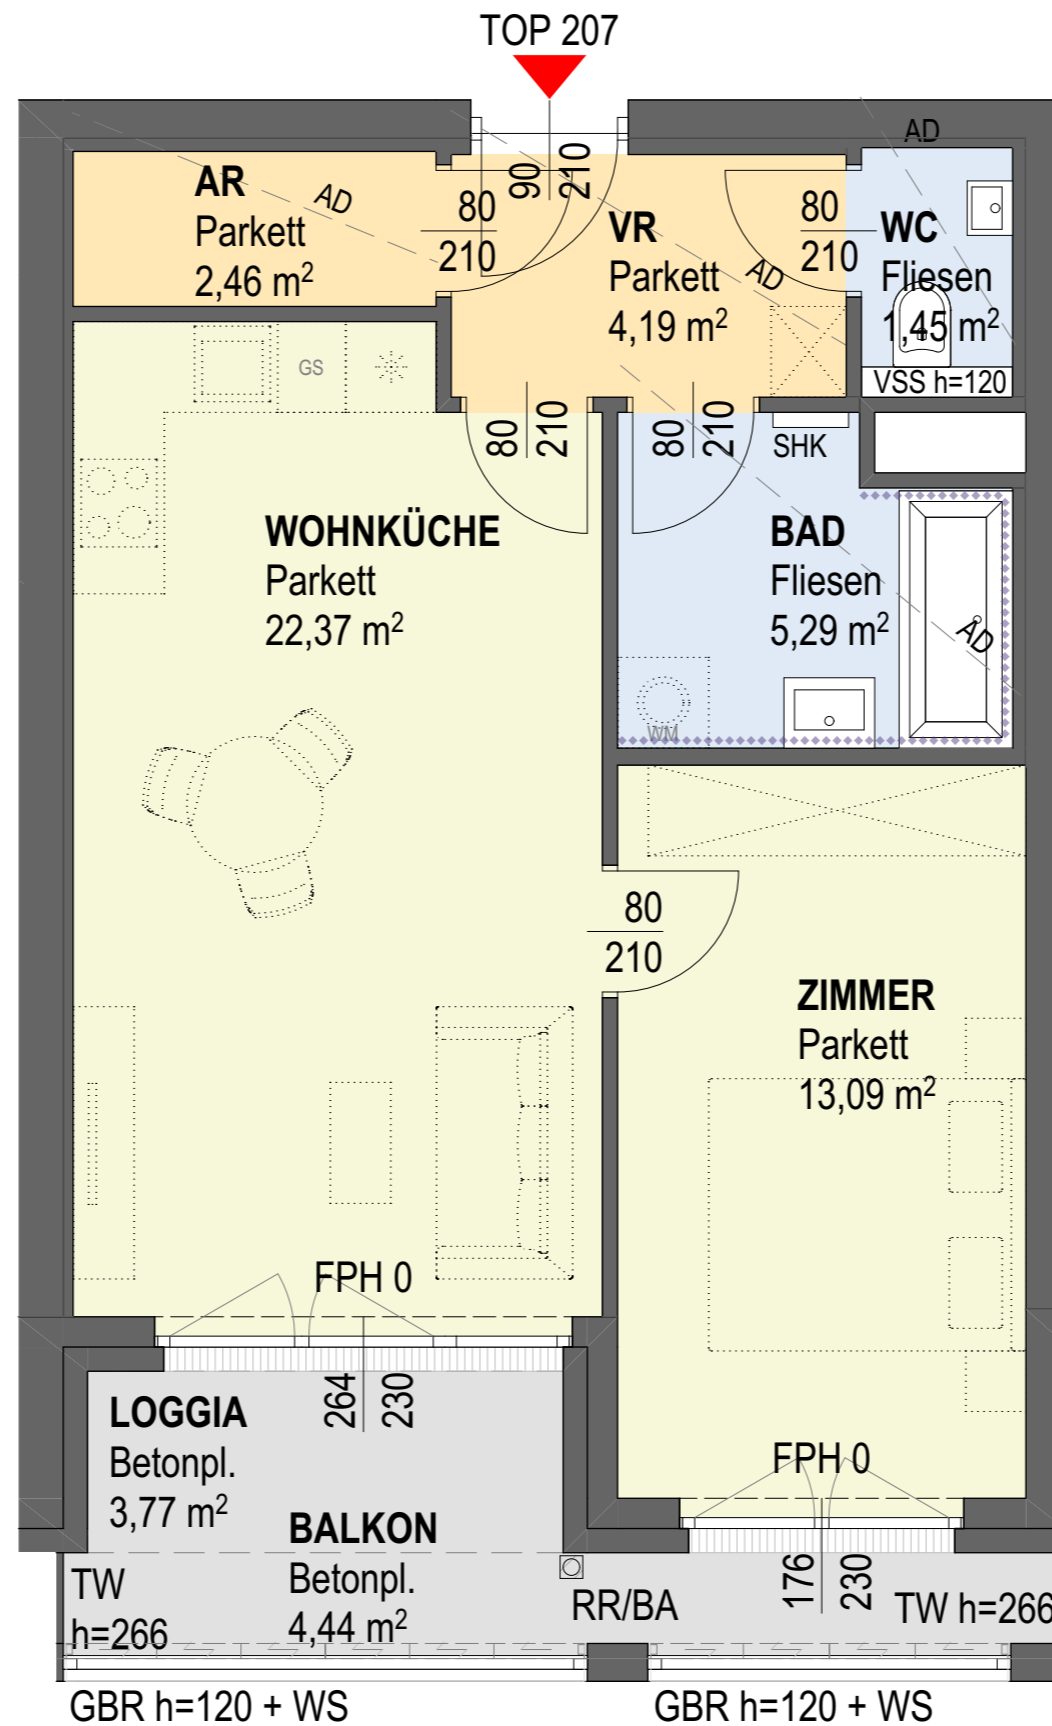 TOP 207
AD
90
210
AR
Parkett
2,46 m²
AD
80
210
VR
Parkett
4,19 m²
AD
80
210
WC
Fliesen
1,45 m²
VSS h=120
GS
80
210
80
210
SHK
WOHNKÜCHE
Parkett
22,37 m²
BAD
Fliesen
5,29 m²
AD
WM
80
210
ZIMMER
Parkett
13,09 m²
FPH 0
264
230
LOGGIA
Betonpl.
3,77 m²
FPH 0
176
230
BALKON
Betonpl.
4,44 m²
TW
h=266
RR/BA
TW h=266
GBR h=120 + WS
GBR h=120 + WS